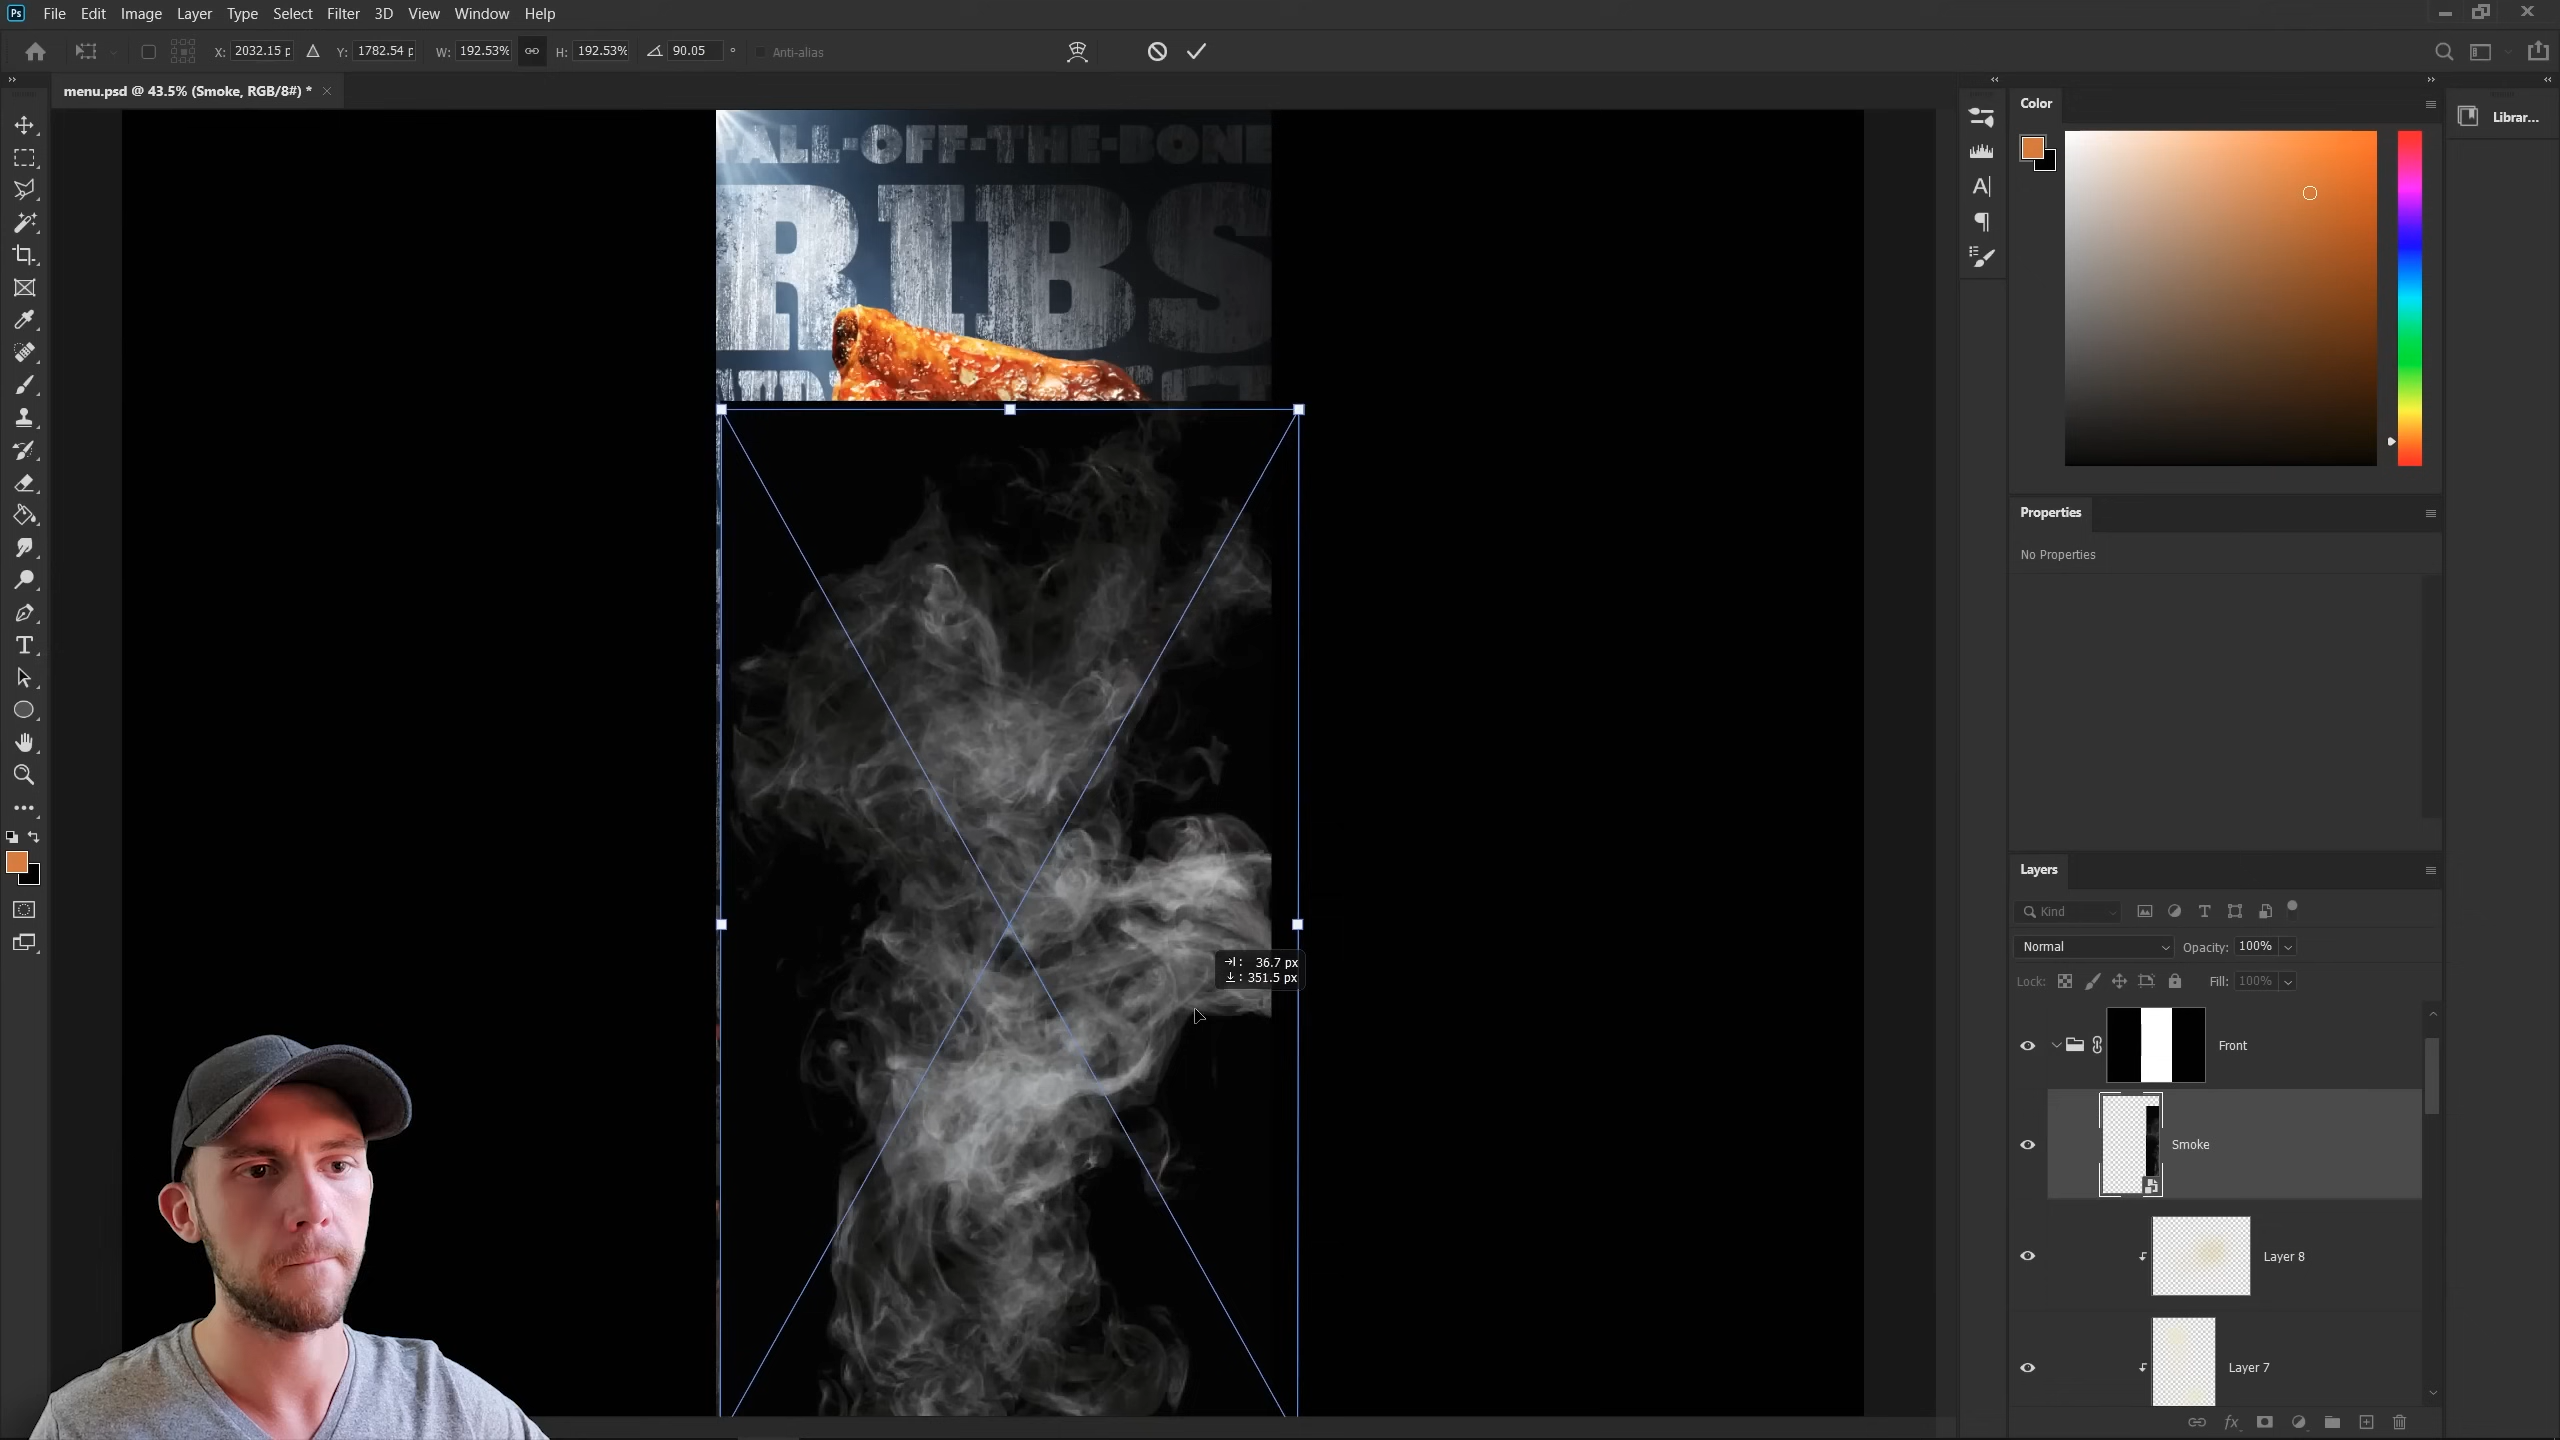 Ps File Edit Image Layer Type Select Filter 3D View Window Help
X: 2032.15 p Y: 1782.54 p W: 192.53% H: 192.53% 90.05 ° Anti-alias
menu.psd @ 43.5% (Smoke, RGB/8#) *
FALL-OFF-THE-BONE
RIBS
36.7 px
: 351.5 px
Color
Librar...
Properties
No Properties
Layers
Kind
Normal Opacity: 100%
Lock: Fill: 100%
Front
Smoke
Layer 8
Layer 7